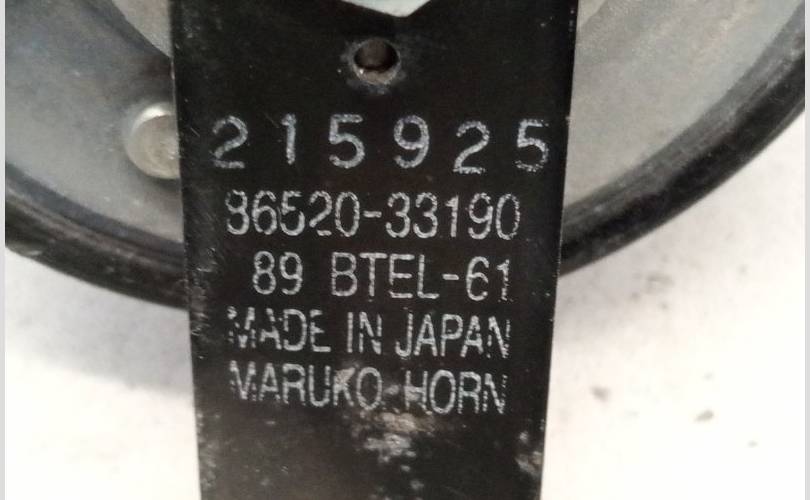 215925
86520-33190
89 BTEL-61
MADE IN JAPAN
MARUKO HORN